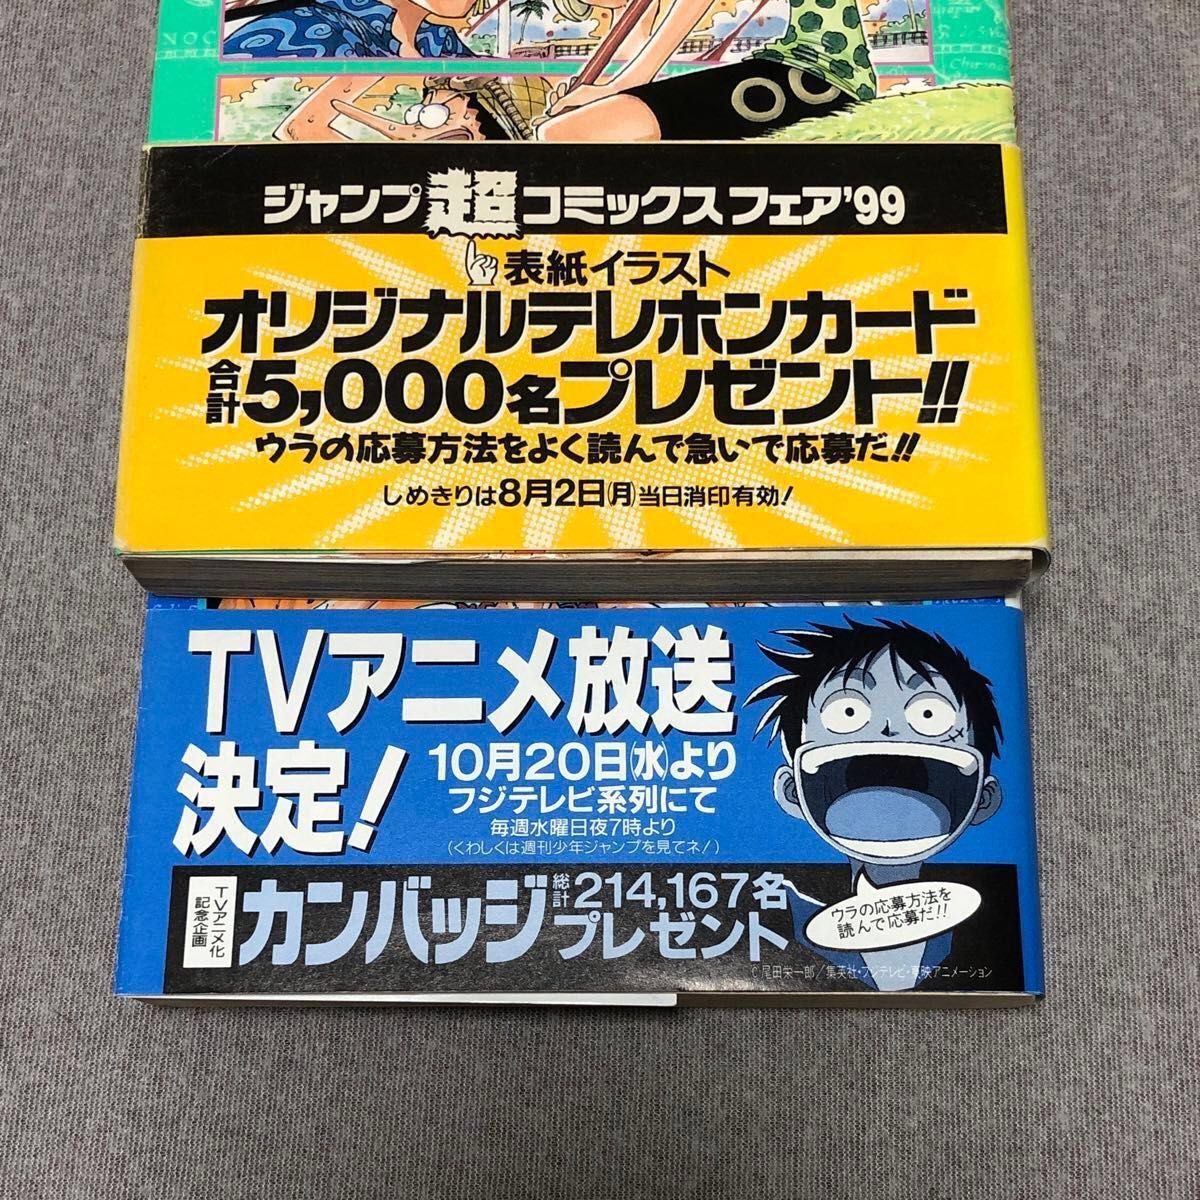 NOC
ジャンプ超コミックスフェア'99
表紙イラスト
オリジナルテレホンカード
合計5,000名プレゼント!!
ウラの応募方法をよく読んで急いで応募だ!!
しめきりは8月2日(月)当日消印有効!
TVアニメ放送
決定!
10月20日(水)より
フジテレビ系列にて
毎週水曜日夜7時より
(くわしくは週刊少年ジャンプを見てネ!)
TVアニメ化
記念企画
カンバッジ総計214,167名
プレゼント
ウラの応募方法を
読んで応募だ!!
©尾田栄一郎/集英社・フジテレビ・東映アニメーション